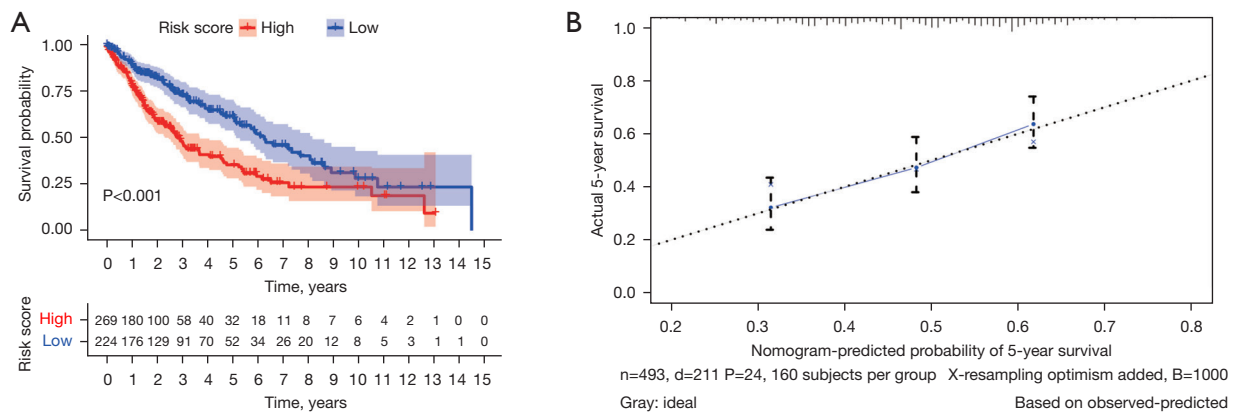 A
Risk score High Low
1.00
0.75
0.50
0.25
0.00
Survival probability
P<0.001
0 1 2 3 4 5 6 7 8 9 10 11 12 13 14 15
Time, years
Risk score
High 269 180 100 58 40 32 18 11 8 7 6 4 2 1 0 0
Low 224 176 129 91 70 52 34 26 20 12 8 5 3 1 1 0
0 1 2 3 4 5 6 7 8 9 10 11 12 13 14 15
Time, years
B
1.0
0.8
0.6
0.4
0.2
0.0
Actual 5-year survival
0.2 0.3 0.4 0.5 0.6 0.7 0.8
Nomogram-predicted probability of 5-year survival
n=493, d=211 P=24, 160 subjects per group X-resampling optimism added, B=1000
Gray: ideal Based on observed-predicted